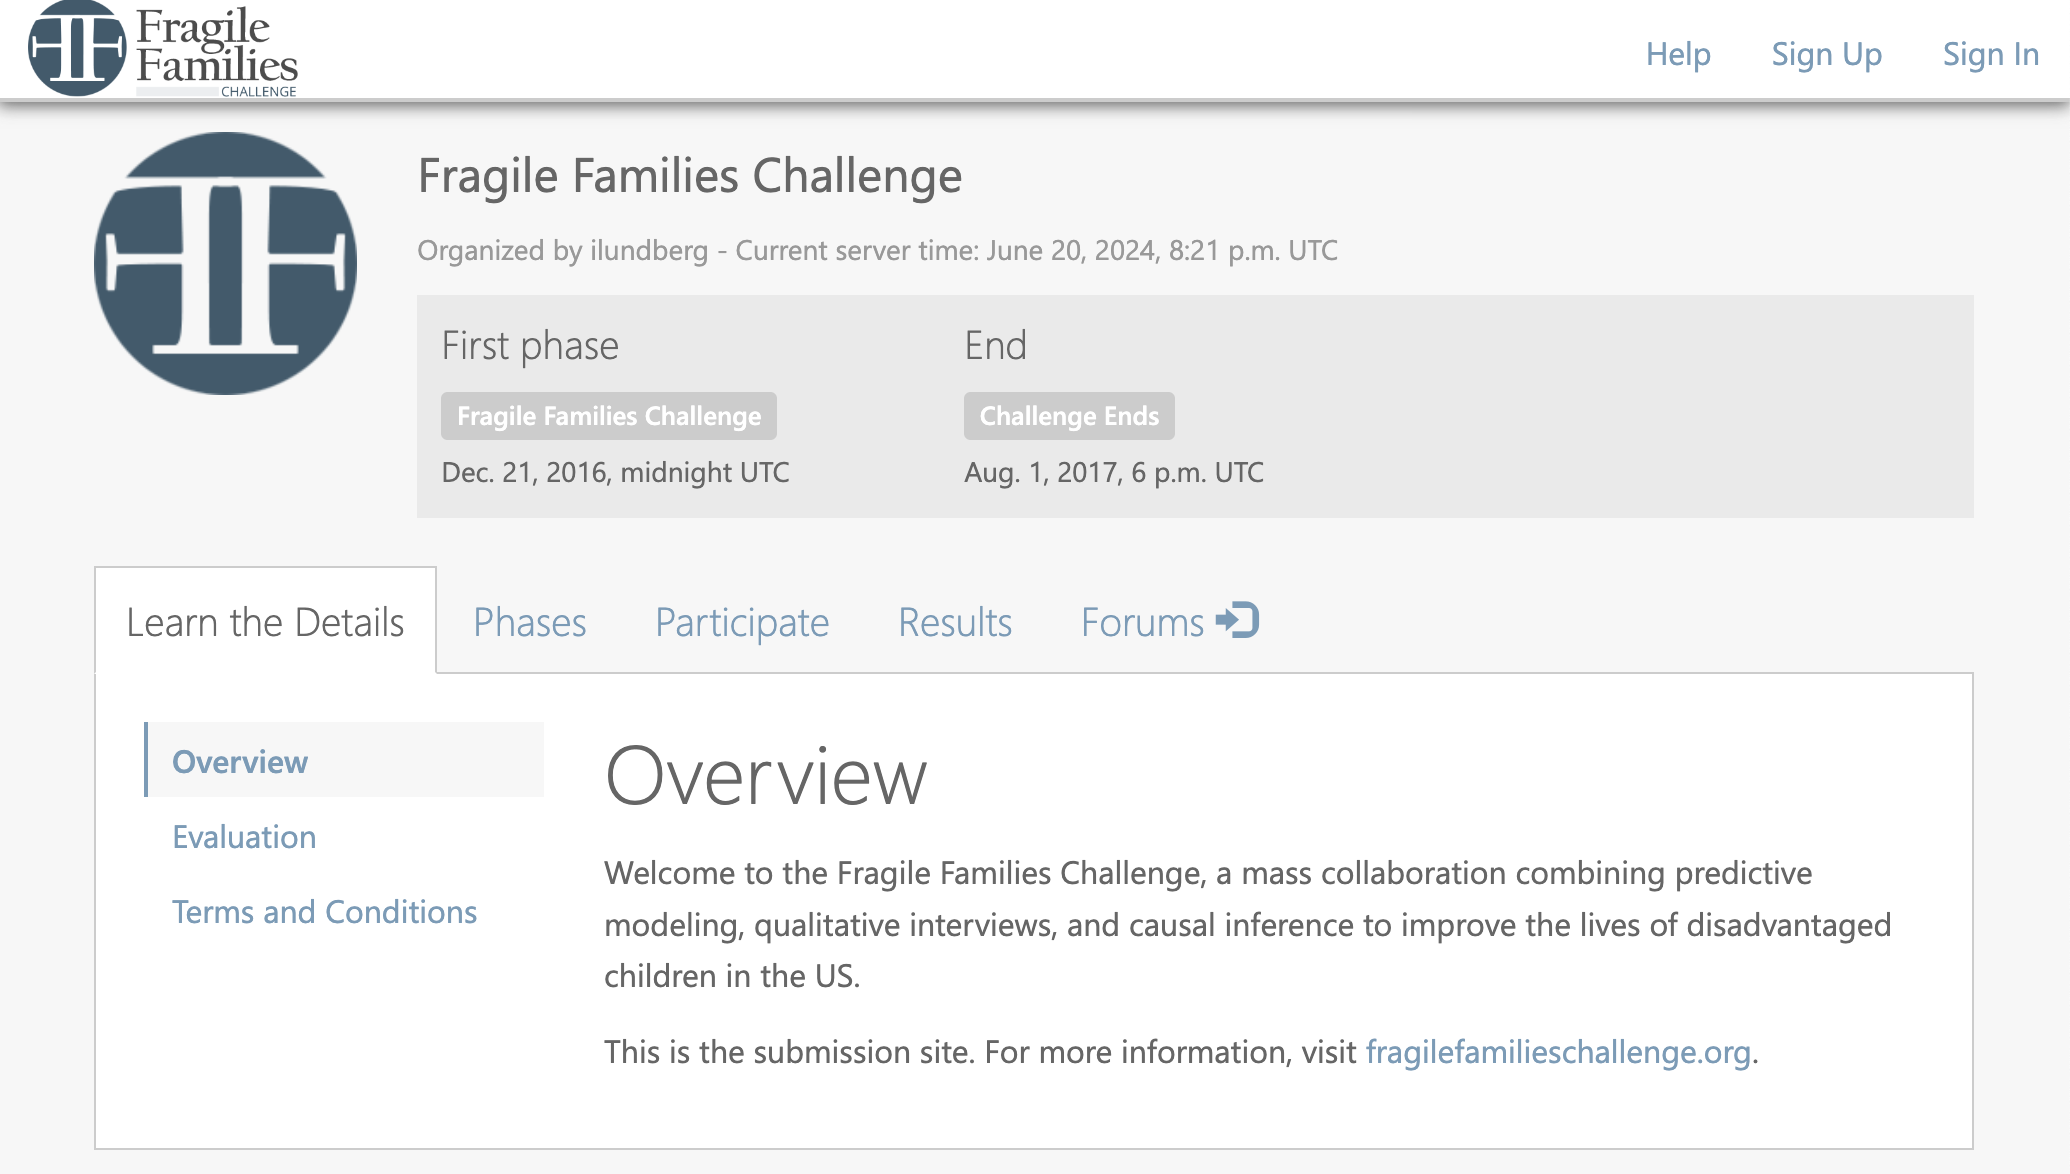 Fragile
Families
CHALLENGE
Help Sign Up Sign In
Fragile Families Challenge
Organized by ilundberg - Current server time: June 20, 2024, 8:21 p.m. UTC
First phase
Fragile Families Challenge
Dec. 21, 2016, midnight UTC
End
Challenge Ends
Aug. 1, 2017, 6 p.m. UTC
Learn the Details Phases Participate Results Forums
Overview
Evaluation
Terms and Conditions
Overview
Welcome to the Fragile Families Challenge, a mass collaboration combining predictive
modeling, qualitative interviews, and causal inference to improve the lives of disadvantaged
children in the US.
This is the submission site. For more information, visit fragilefamilieschallenge.org.